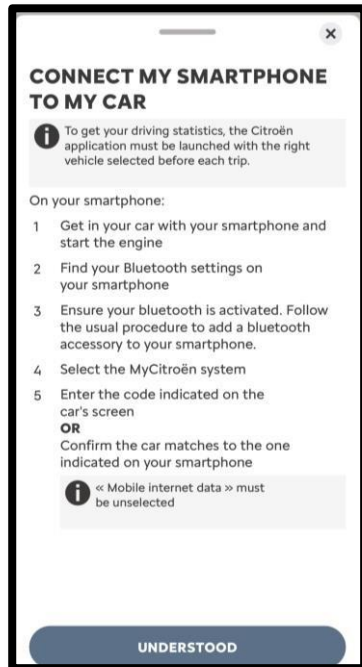 CONNECT MY SMARTPHONE
TO MY CAR
To get your driving statistics, the Citroën
application must be launched with the right
vehicle selected before each trip.
On your smartphone:
1 Get in your car with your smartphone and
start the engine
2 Find your Bluetooth settings on
your smartphone
3 Ensure your bluetooth is activated. Follow
the usual procedure to add a bluetooth
accessory to your smartphone.
4 Select the MyCitroën system
5 Enter the code indicated on the
car's screen
OR
Confirm the car matches to the one
indicated on your smartphone
« Mobile internet data » must
be unselected
UNDERSTOOD